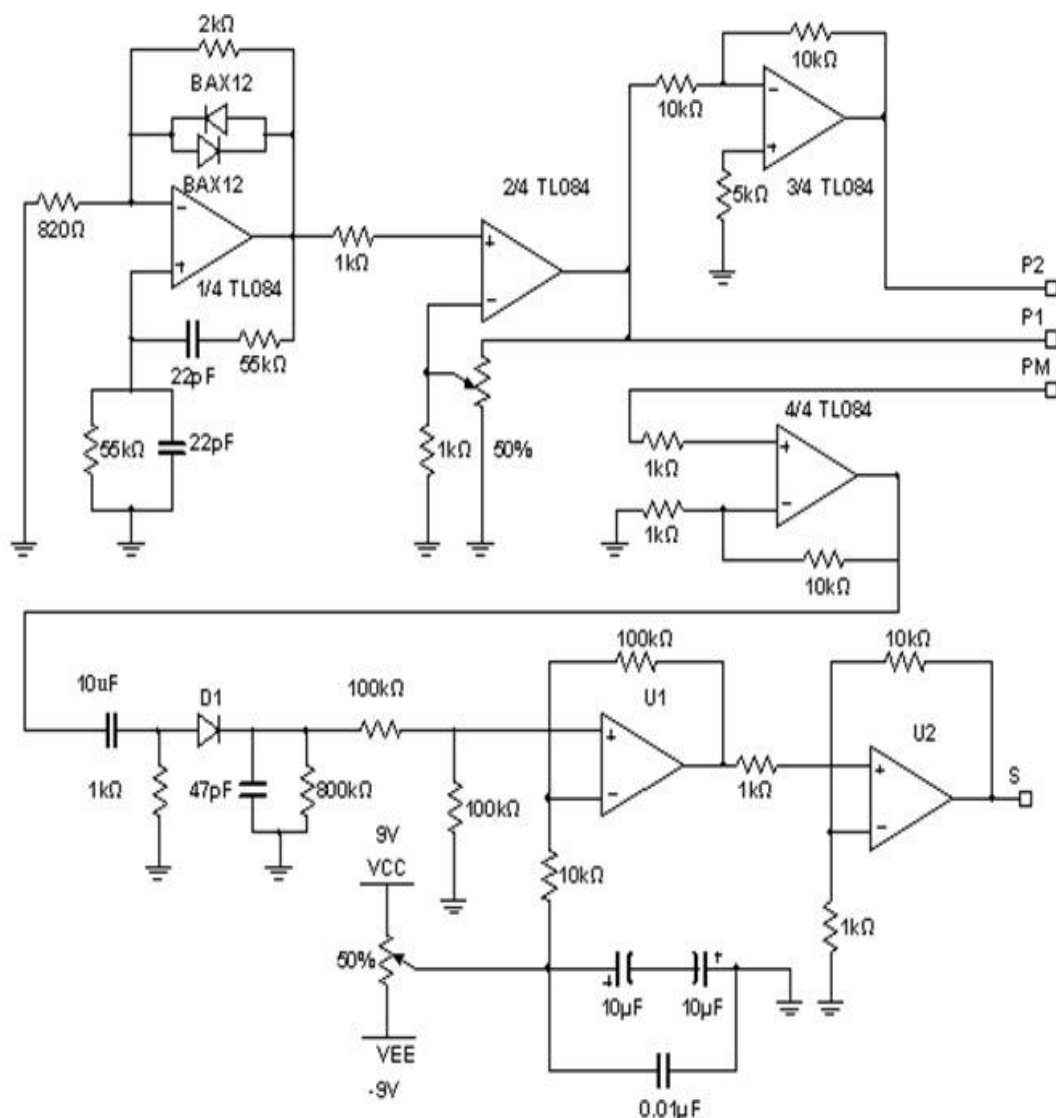 2kΩ
BAX12
BAX12
820Ω
1/4 TL084
22pF
55kΩ
55kΩ
22pF
1kΩ
2/4 TL084
1kΩ
50%
10kΩ
10kΩ
5kΩ
3/4 TL084
P2
P1
PM
4/4 TL084
1kΩ
1kΩ
10kΩ
10uF
D1
1kΩ
47pF
800kΩ
100kΩ
100kΩ
100kΩ
U1
10kΩ
1kΩ
10kΩ
U2
S
1kΩ
9V
VCC
50%
VEE
-9V
10µF
10µF
0.01µF